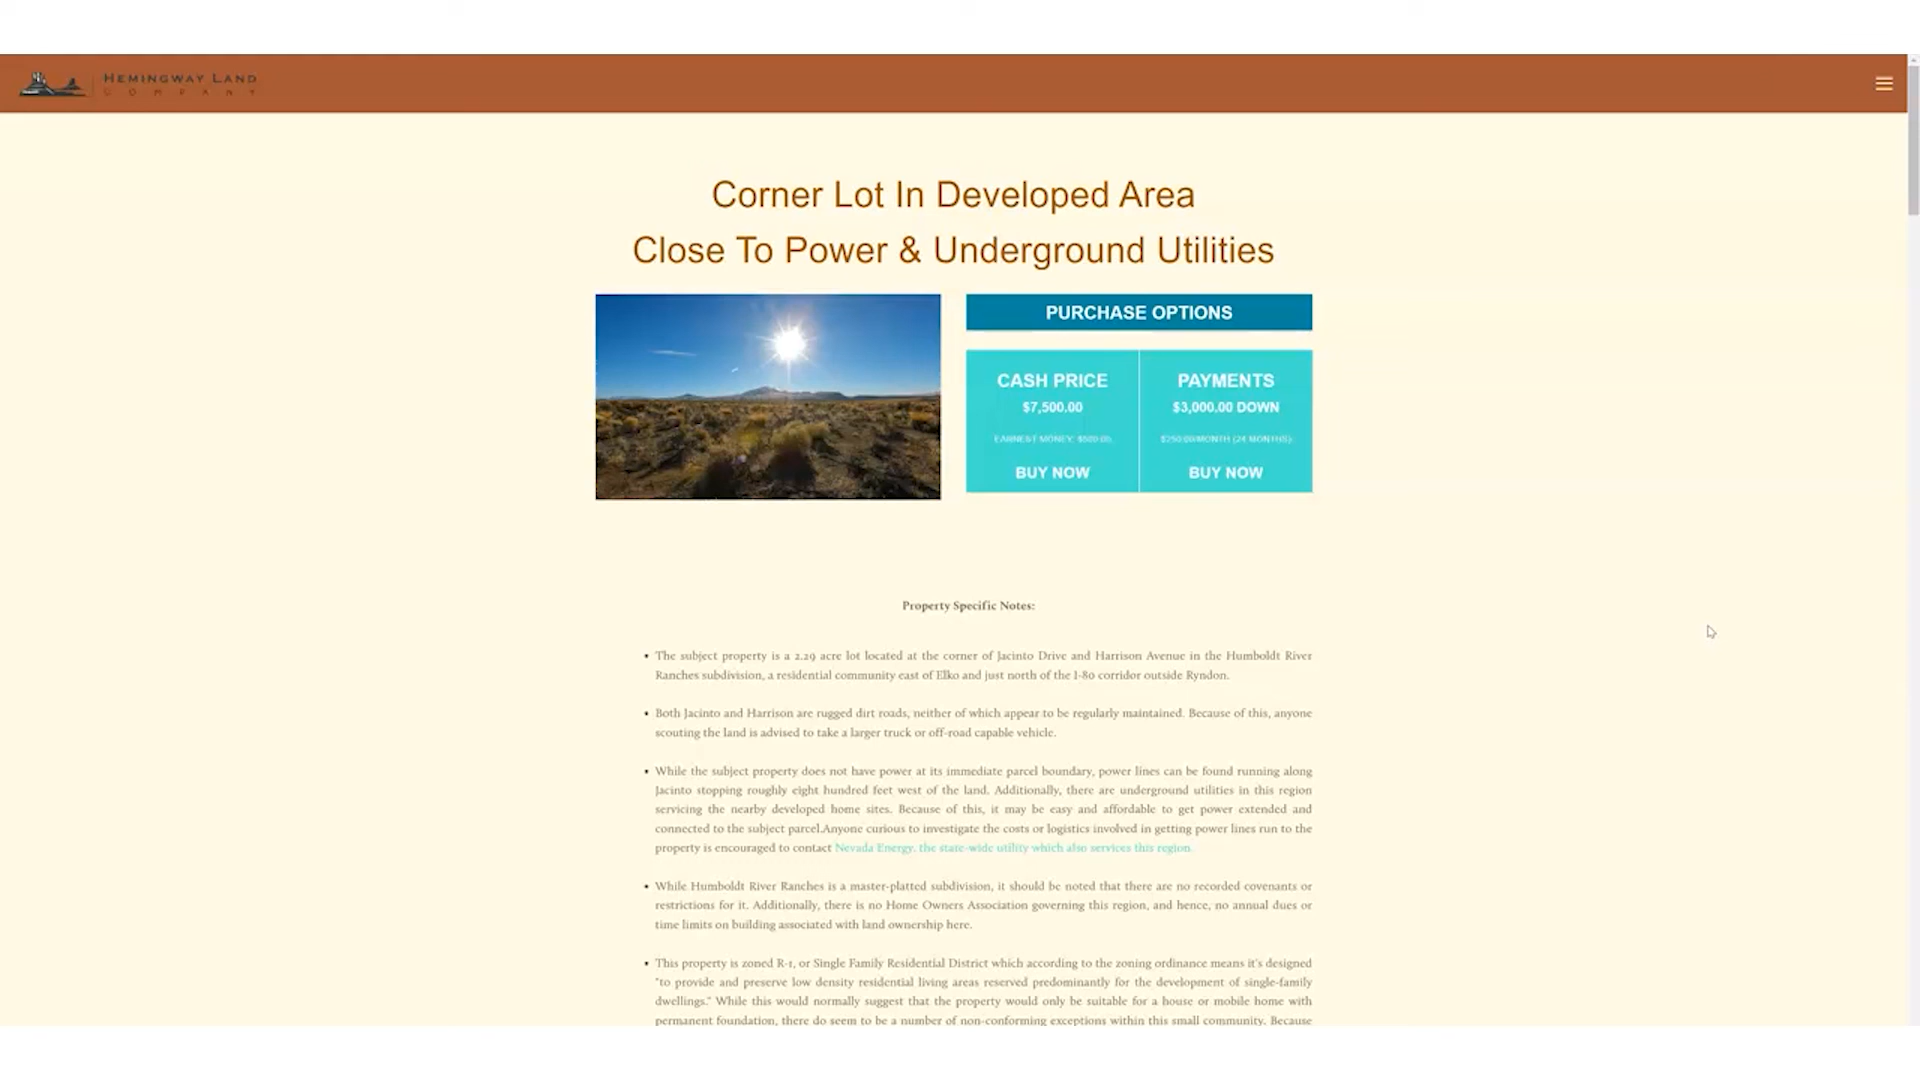 HEMINGWAY LAND
COMPANY
Corner Lot In Developed Area
Close To Power & Underground Utilities
PURCHASE OPTIONS
CASH PRICE
$7,500.00
EARNEST MONEY: $500.00
BUY NOW
PAYMENTS
$3,000.00 DOWN
$250.00/MONTH (24 MONTHS)
BUY NOW
Property Specific Notes:
• The subject property is a 2.29 acre lot located at the corner of Jacinto Drive and Harrison Avenue in the Humboldt River
Ranches subdivision, a residential community east of Elko and just north of the I-80 corridor outside Ryndon.
• Both Jacinto and Harrison are rugged dirt roads, neither of which appear to be regularly maintained. Because of this, anyone
scouting the land is advised to take a larger truck or off-road capable vehicle.
• While the subject property does not have power at its immediate parcel boundary, power lines can be found running along
Jacinto stopping roughly eight hundred feet west of the land. Additionally, there are underground utilities in this region
servicing the nearby developed home sites. Because of this, it may be easy and affordable to get power extended and
connected to the subject parcel.Anyone curious to investigate the costs or logistics involved in getting power lines run to the
property is encouraged to contact Nevada Energy, the state-wide utility which also services this region.
• While Humboldt River Ranches is a master-platted subdivision, it should be noted that there are no recorded covenants or
restrictions for it. Additionally, there is no Home Owners Association governing this region, and hence, no annual dues or
time limits on building associated with land ownership here.
• This property is zoned R-1, or Single Family Residential District which according to the zoning ordinance means it's designed
"to provide and preserve low density residential living areas reserved predominantly for the development of single-family
dwellings." While this would normally suggest that the property would only be suitable for a house or mobile home with
permanent foundation, there do seem to be a number of non-conforming exceptions within this small community. Because